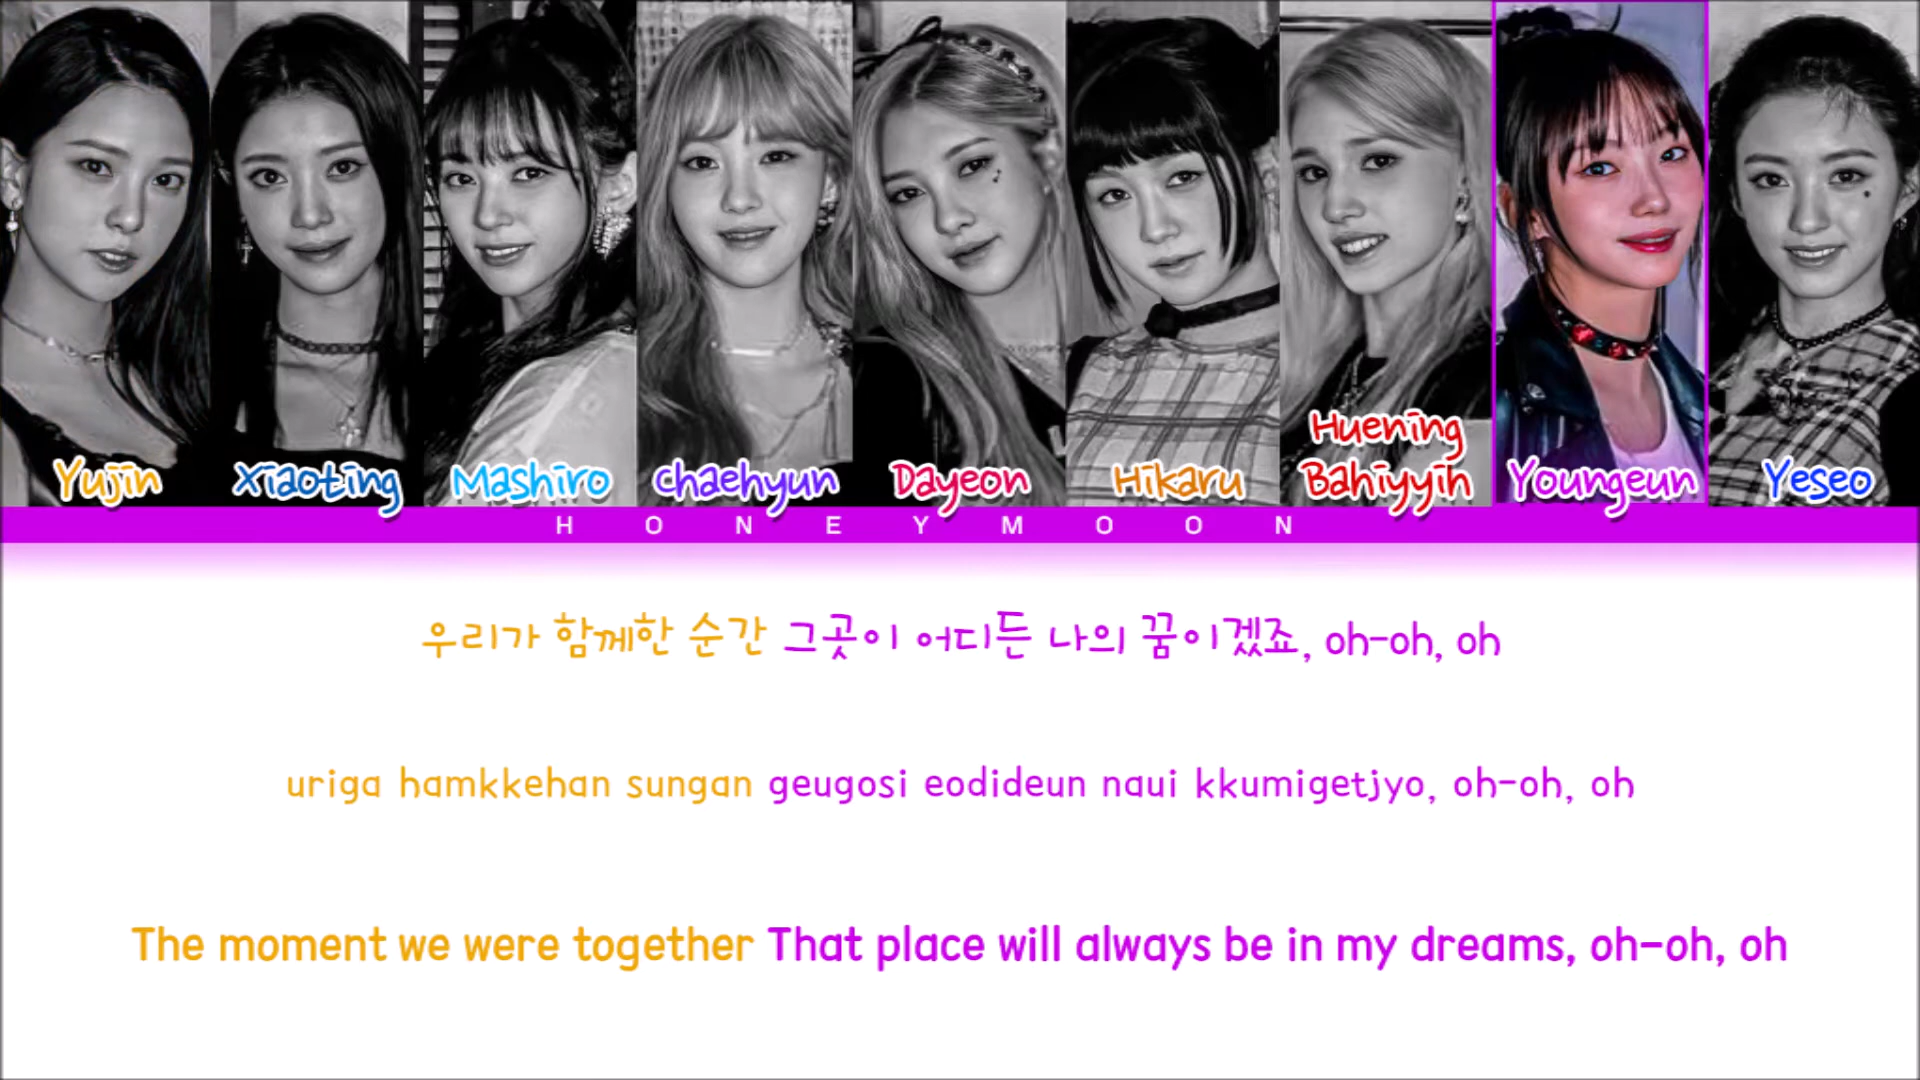 Yujin
Xiaoting
Mashiro
Chaehyun
Dayeon
Hikaru
Huening
Bahiyyih
Youngeun
Yeseo
HONEYMOON
우리가 함께한 순간 그곳이 어디든 나의 꿈이겠죠, oh-oh, oh
uriga hamkkehan sungan geugosi eodideun naui kkumigetjyo, oh-oh, oh
The moment we were together That place will always be in my dreams, oh-oh, oh